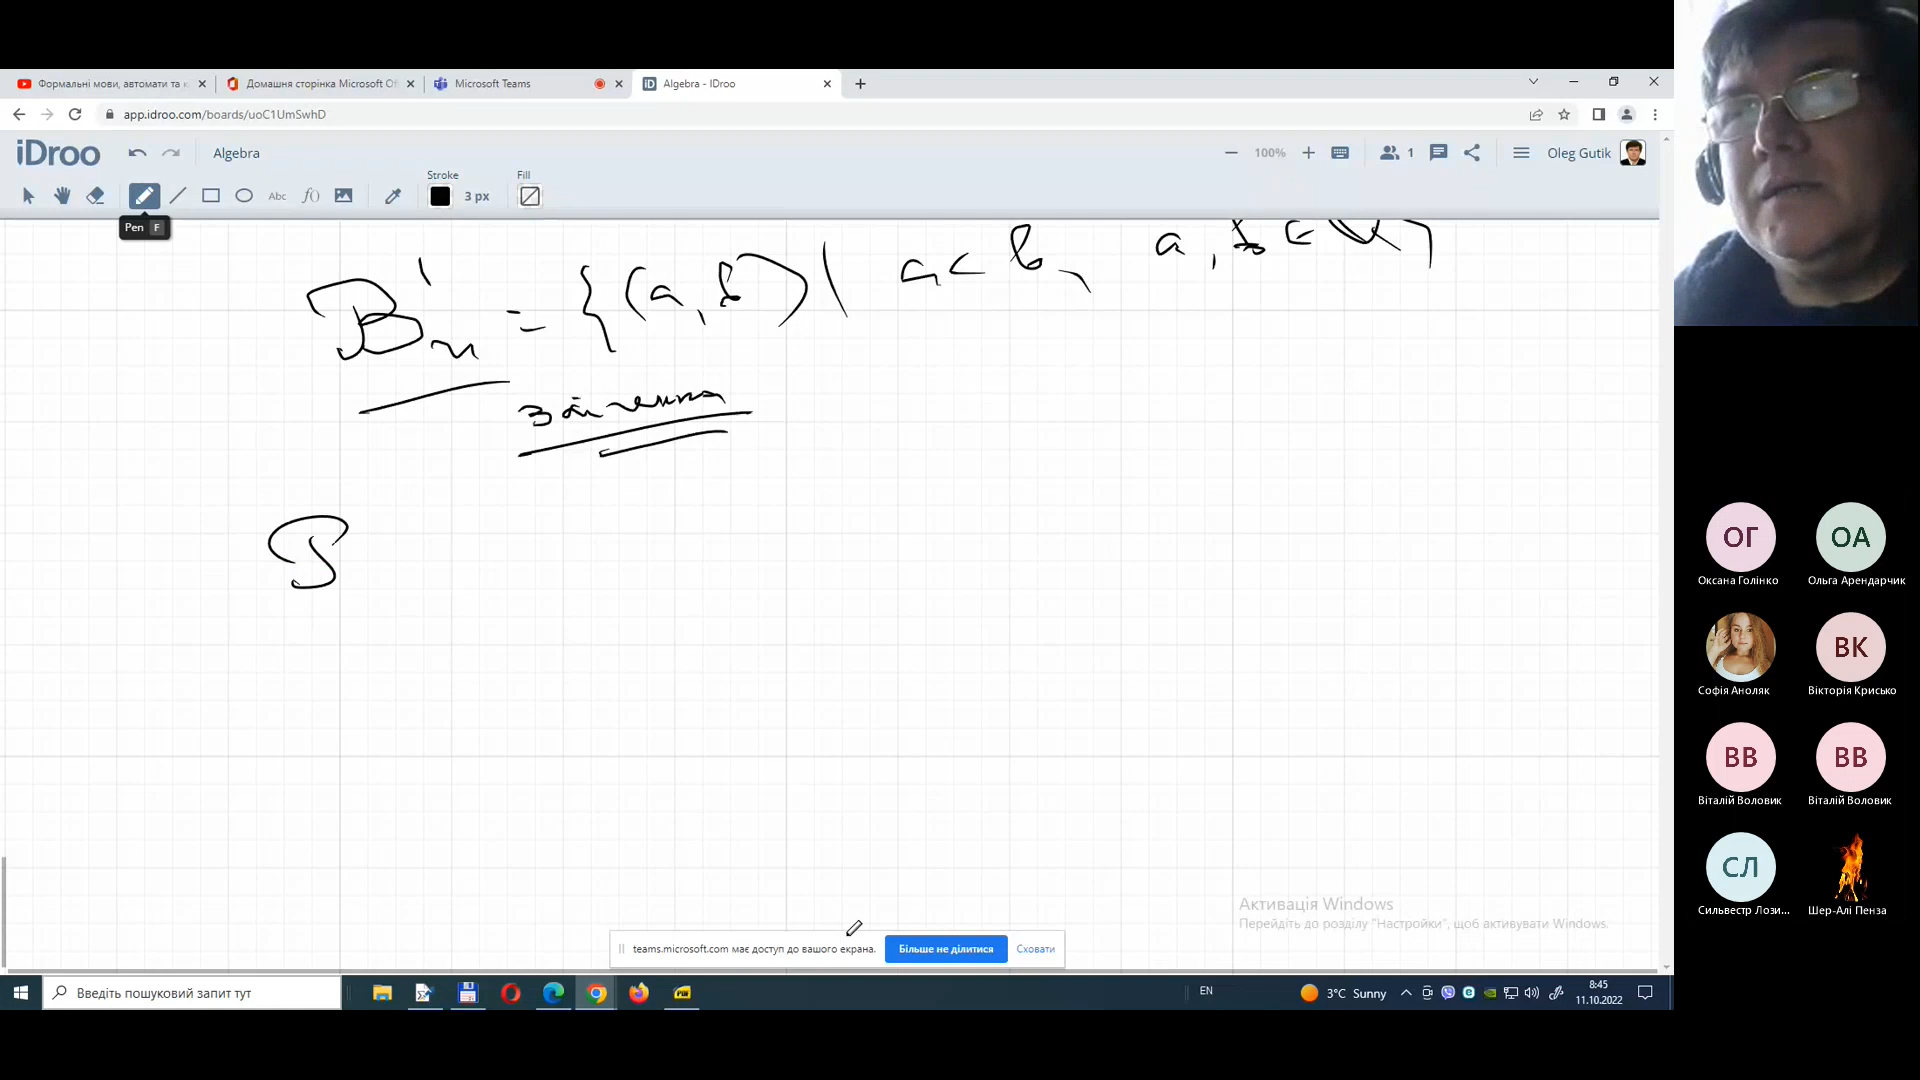 Формальні мови, автомати та к
Домашня сторінка Microsoft Of
Microsoft Teams
iD Algebra - IDroo
app.idroo.com/boards/uoC1UmSwhD
iDroo
Algebra
100%
1
Oleg Gutik
Abc
f()
Stroke
3 px
Fill
Pen F
B'n = {(a, b) | a < b, a, b ∈
teams.microsoft.com має доступ до вашого екрана.
Більше не ділитися
Сховати
Активація Windows
Перейдіть до розділу "Настройки", щоб активувати Windows.
Введіть пошуковий запит тут
EN
3°C Sunny
8:45
11.10.2022
ОГ
Оксана Голінко
ОА
Ольга Арендарчик
Софія Аноляк
ВК
Вікторія Крисько
ВВ
Віталій Воловик
ВВ
Віталій Воловик
СЛ
Сильвестр Лози...
Шер-Алі Пенза